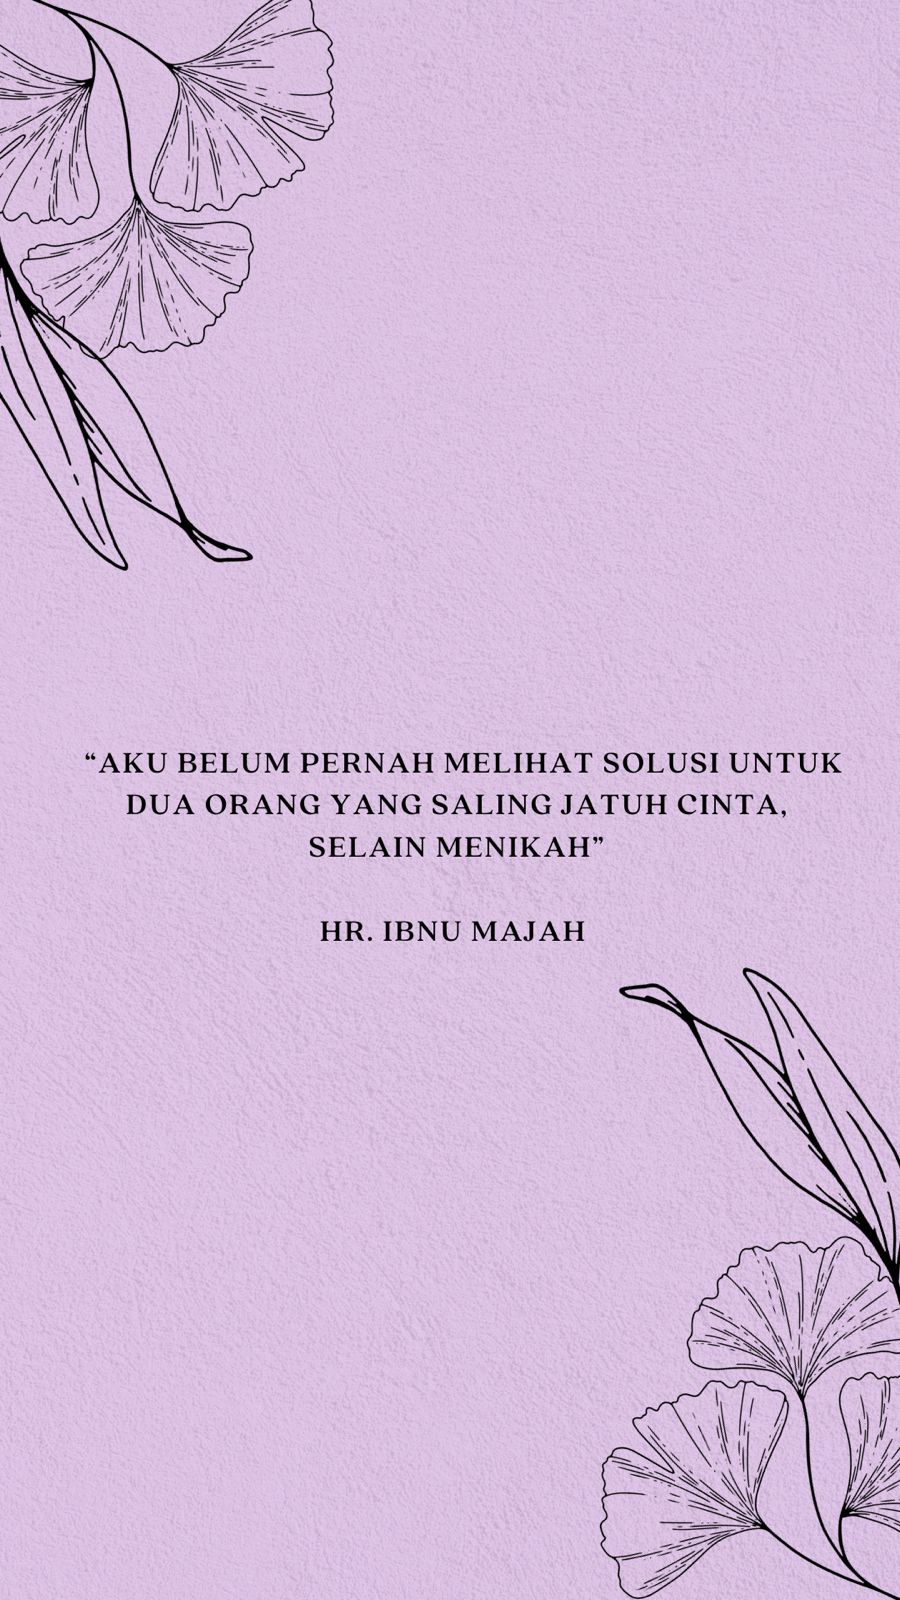 “AKU BELUM PERNAH MELIHAT SOLUSI UNTUK
DUA ORANG YANG SALING JATUH CINTA,
SELAIN MENIKAH”
HR. IBNU MAJAH